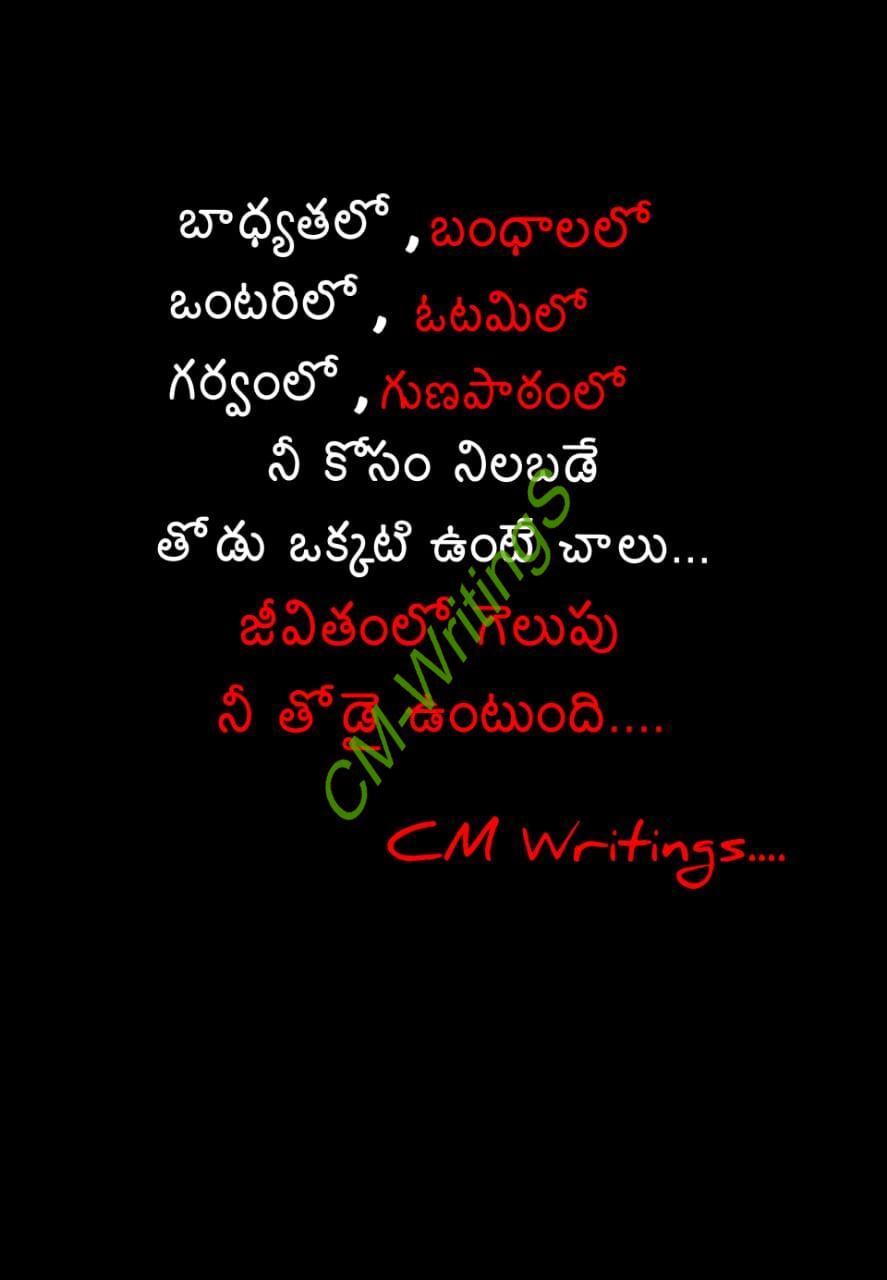 బాధ్యతలో ,బంధాలలో
ఒంటరిలో , ఓటమిలో
గర్వంలో ,గుణపాఠంలో
నీ కోసం నిలబడే
తోడు ఒక్కటి ఉంటె చాలు...
జీవితంలో గెలుపు
నీ తోడై ఉంటుంది....
CM-WritingS
CM Writings....